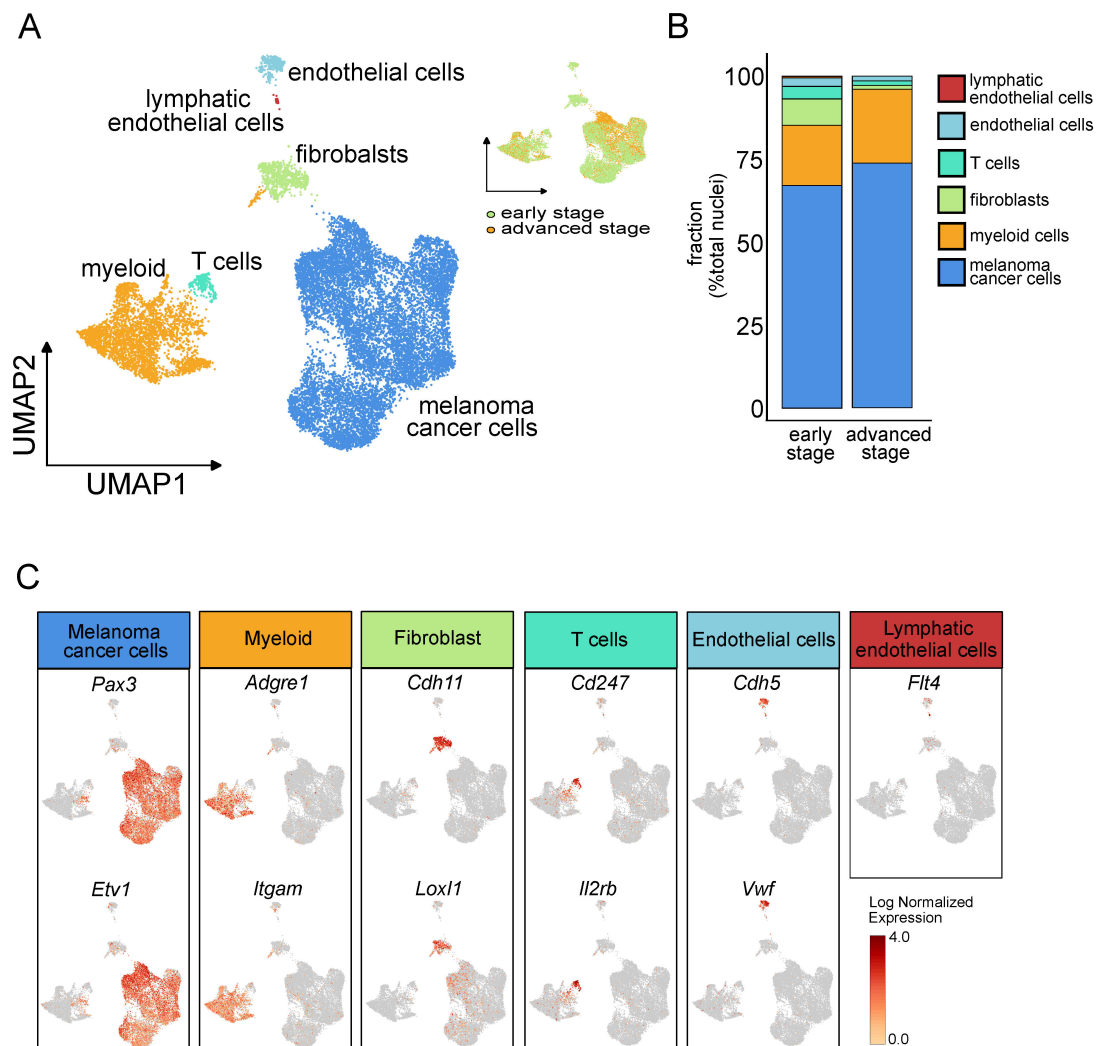 A
endothelial cells
lymphatic
endothelial cells
fibrobalsts
T cells
myeloid
melanoma
cancer cells
UMAP2
UMAP1
early stage
advanced stage
B
fraction
(%total nuclei)
100
75
50
25
0
early
stage
advanced
stage
lymphatic
endothelial cells
endothelial cells
T cells
fibroblasts
myeloid cells
melanoma
cancer cells
C
Melanoma
cancer cells
Myeloid
Fibroblast
T cells
Endothelial cells
Lymphatic
endothelial cells
Pax3
Adgre1
Cdh11
Cd247
Cdh5
Flt4
Etv1
Itgam
Loxl1
Il2rb
Vwf
Log Normalized
Expression
4.0
0.0